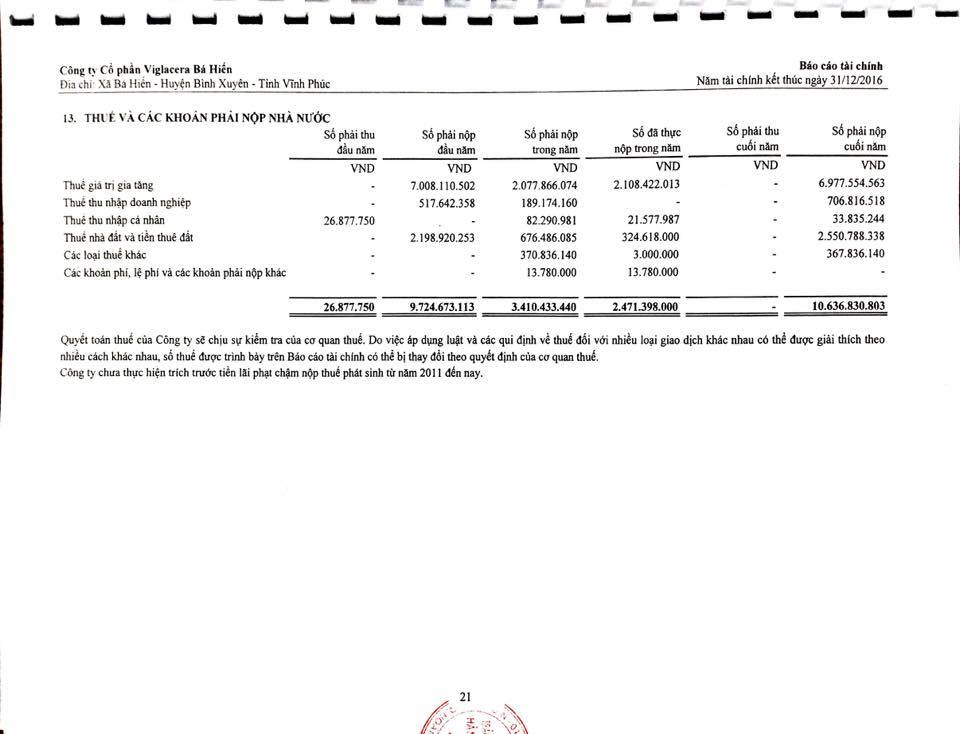 Công ty Cổ phần Viglacera Bá Hiến
Báo cáo tài chính
Địa chỉ: Xã Bá Hiến - Huyện Bình Xuyên - Tỉnh Vĩnh Phúc
Năm tài chính kết thúc ngày 31/12/2016
13. THUẾ VÀ CÁC KHOẢN PHẢI NỘP NHÀ NƯỚC
Số phải thu Số phải nộp Số phải nộp Số đã thực Số phải thu Số phải nộp
đầu năm đầu năm trong năm nộp trong năm cuối năm cuối năm
VND VND VND VND VND VND
Thuế giá trị gia tăng - 7.008.110.502 2.077.866.074 2.108.422.013 - 6.977.554.563
Thuế thu nhập doanh nghiệp - 517.642.358 189.174.160 - - 706.816.518
Thuế thu nhập cá nhân 26.877.750 - 82.290.981 21.577.987 - 33.835.244
Thuế nhà đất và tiền thuê đất - 2.198.920.253 676.486.085 324.618.000 - 2.550.788.338
Các loại thuế khác - - 370.836.140 3.000.000 - 367.836.140
Các khoản phí, lệ phí và các khoản phải nộp khác - - 13.780.000 13.780.000 - -
26.877.750 9.724.673.113 3.410.433.440 2.471.398.000 - 10.636.830.803
Quyết toán thuế của Công ty sẽ chịu sự kiểm tra của cơ quan thuế. Do việc áp dụng luật và các qui định về thuế đối với nhiều loại giao dịch khác nhau có thể được giải thích theo
nhiều cách khác nhau, số thuế được trình bày trên Báo cáo tài chính có thể bị thay đổi theo quyết định của cơ quan thuế.
Công ty chưa thực hiện trích trước tiền lãi phạt chậm nộp thuế phát sinh từ năm 2011 đến nay.
21